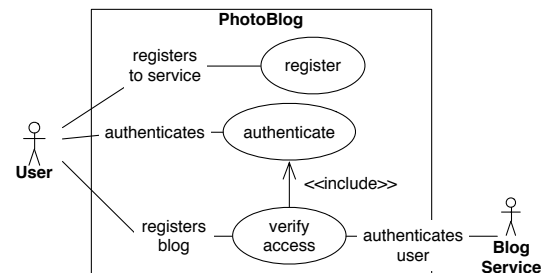 PhotoBlog
registers
to service
register
authenticates
authenticate
User
<<include>>
registers
blog
verify
access
authenticates
user
Blog
Service